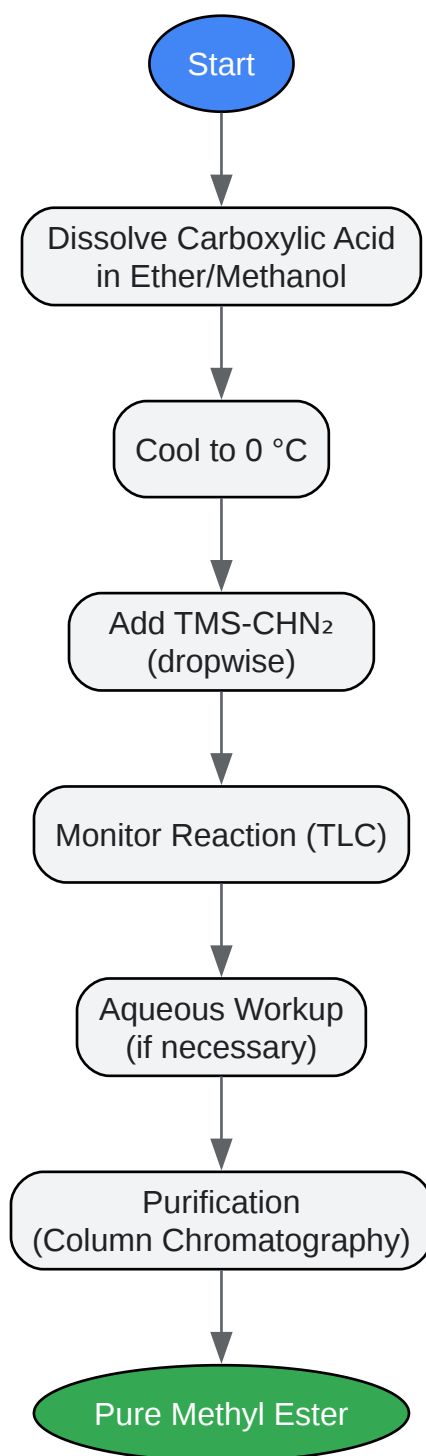 Start
Dissolve Carboxylic Acid
in Ether/Methanol
Cool to 0 °C
Add TMS-CHN₂
(dropwise)
Monitor Reaction (TLC)
Aqueous Workup
(if necessary)
Purification
(Column Chromatography)
Pure Methyl Ester